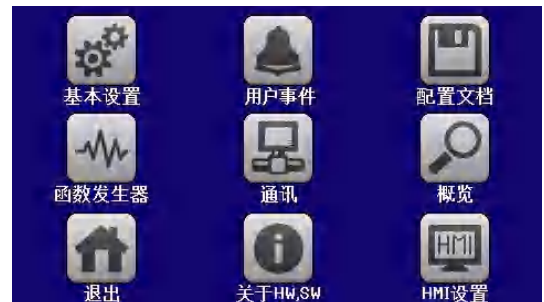 基本设置
用户事件
配置文档
函数发生器
通讯
概览
HMI
退出
关于HW,SW
HMI设置